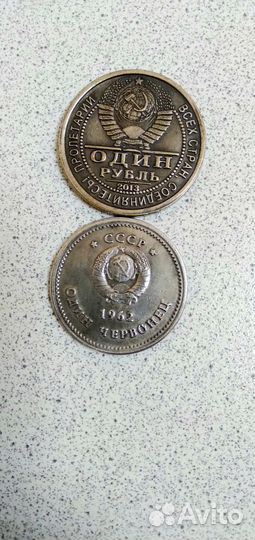 ПРОЛЕТАРИИ ВСЕХ СТРАН СОЕДИНЯЙТЕСЬ!
ОДИН
РУБЛЬ
2013
СССР
1962
ОДИН ЧЕРВОНЕЦ
Avito